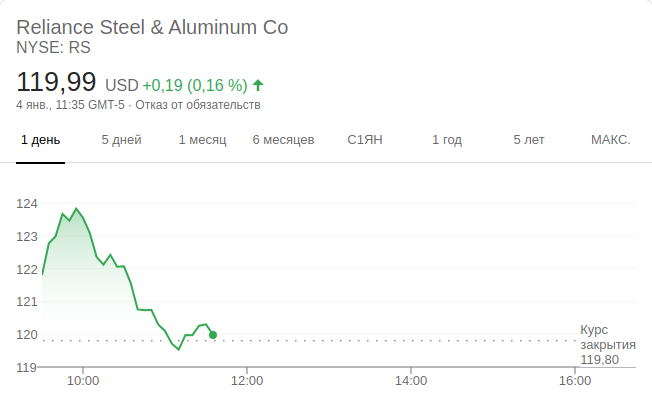 Reliance Steel & Aluminum Co
NYSE: RS
119,99 USD +0,19 (0,16 %)
4 янв., 11:35 GMT-5 · Отказ от обязательств
1 день 5 дней 1 месяц 6 месяцев С1ЯН 1 год 5 лет МАКС.
124
123
122
121
120
Курс
закрытия
119,80
119
10:00 12:00 14:00 16:00